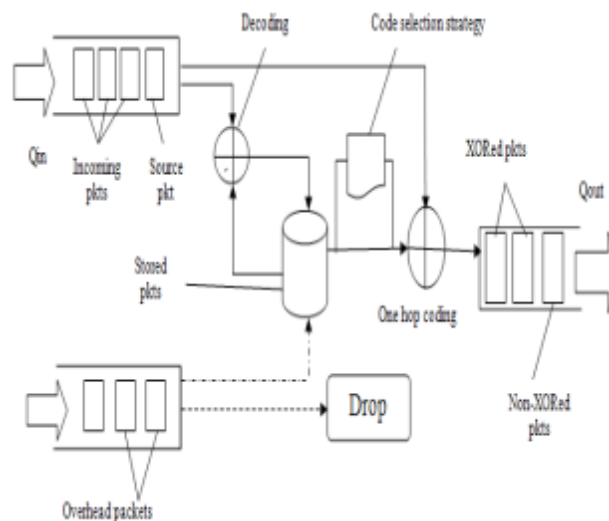 Decoding
Code selection strategy
Qin
Incoming
pkts
Source
pkt
XORed pkts
Qout
Stored
pkts
One hop coding
Drop
Non-XORed
pkts
Overhead packets